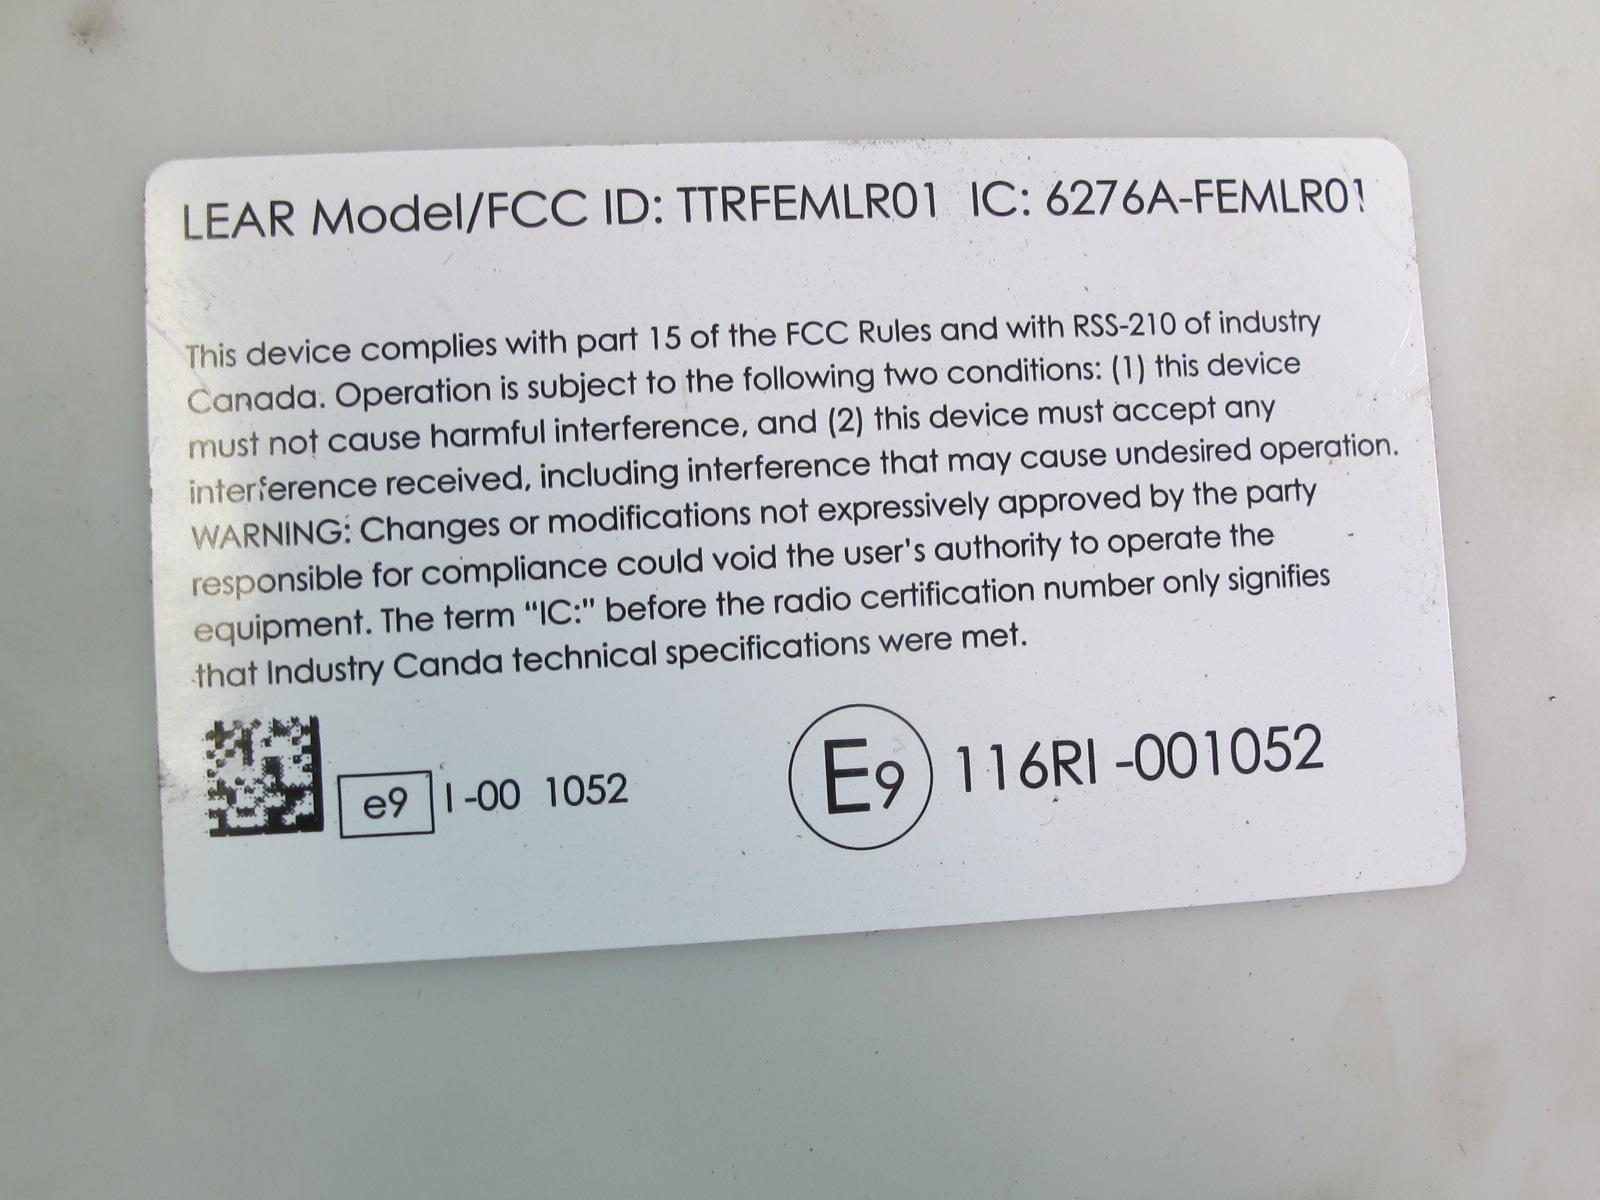 LEAR Model/FCC ID: TTRFEMLR01 IC: 6276A-FEMLR01
This device complies with part 15 of the FCC Rules and with RSS-210 of industry
Canada. Operation is subject to the following two conditions: (1) this device
must not cause harmful interference, and (2) this device must accept any
interference received, including interference that may cause undesired operation.
WARNING: Changes or modifications not expressively approved by the party
responsible for compliance could void the user's authority to operate the
equipment. The term “IC:” before the radio certification number only signifies
that Industry Canda technical specifications were met.
e9 I-00 1052
E9 116RI -001052